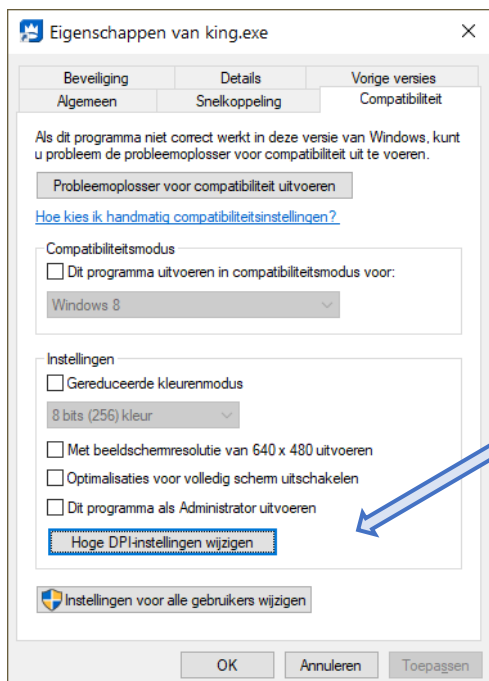 Eigenschappen van king.exe
Beveiliging Details Vorige versies
Algemeen Snelkoppeling Compatibiliteit
Als dit programma niet correct werkt in deze versie van Windows, kunt
u probleem de probleemoplosser voor compatibiliteit uit te voeren.
Probleemoplosser voor compatibiliteit uitvoeren
Hoe kies ik handmatig compatibiliteitsinstellingen?
Compatibiliteitsmodus
Dit programma uitvoeren in compatibiliteitsmodus voor:
Windows 8
Instellingen
Gereduceerde kleurenmodus
8 bits (256) kleur
Met beeldschermresolutie van 640 x 480 uitvoeren
Optimalisaties voor volledig scherm uitschakelen
Dit programma als Administrator uitvoeren
Hoge DPI-instellingen wijzigen
Instellingen voor alle gebruikers wijzigen
OK Annuleren Toepassen